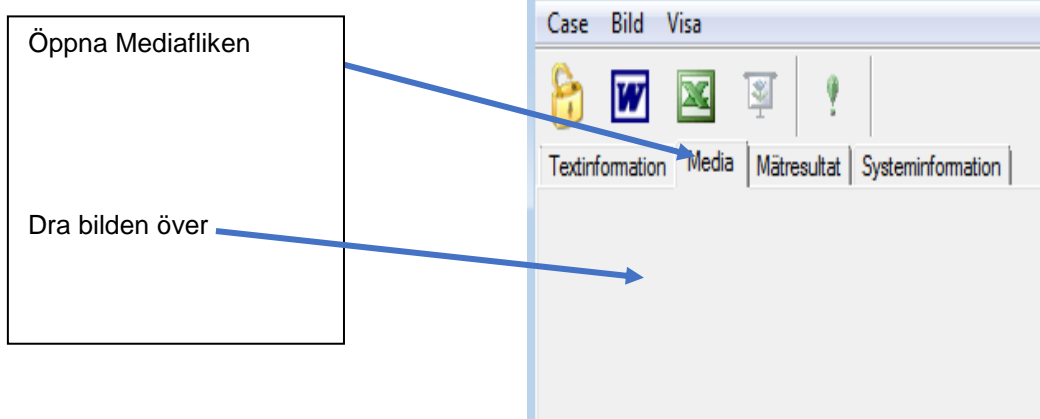 Öppna Mediafliken
Dra bilden över
Case Bild Visa
W X
Textinformation Media Mätresultat Systeminformation